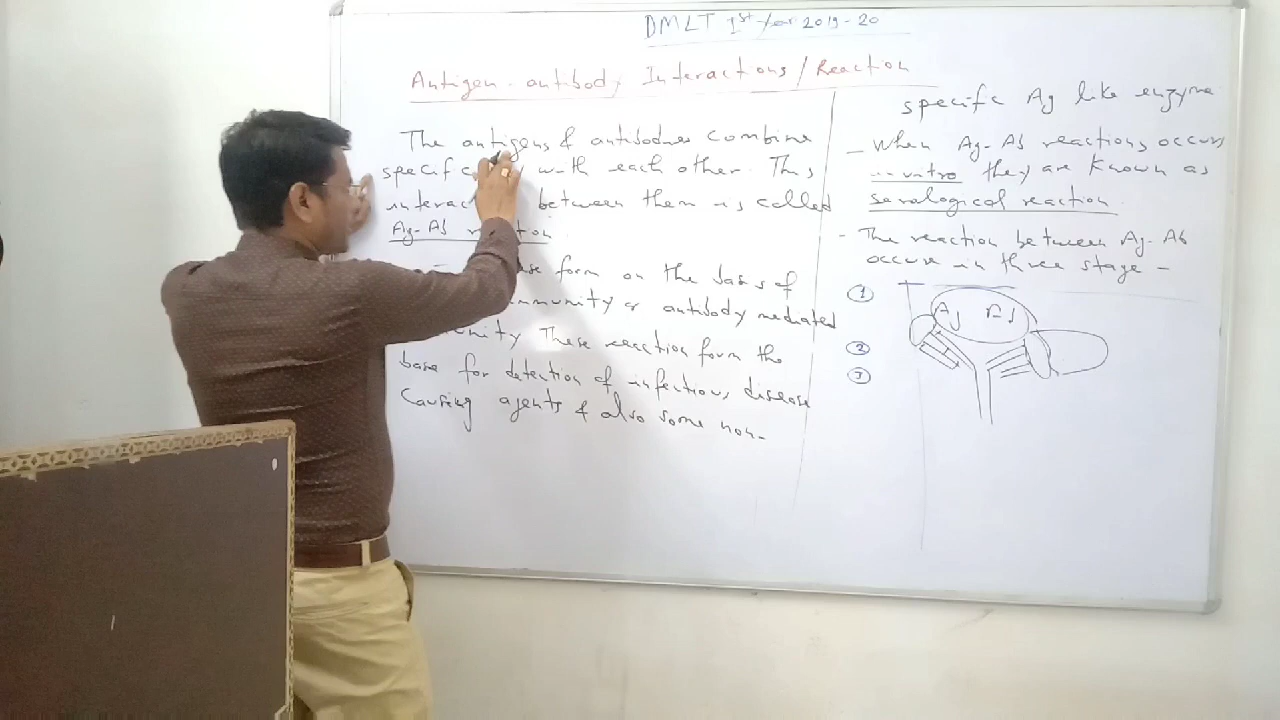 DMLT 1st year 2019-20
Antigen-antibody Interactions/Reaction
The antigens & antibodies combine
specific with each other. This
interac between them is called
Ag-Ab reaction
form on the basis of
immunity or antibody mediated
These reaction form the
base for detection of infectious disease
causing agents & also some non-
specific Ag like enzyme
- When Ag-Ab reactions occurs
in vitro they are known as
serological reaction
- The reaction between Ag-Ab
occurs in three stage -
①
Ag Ab
②
③